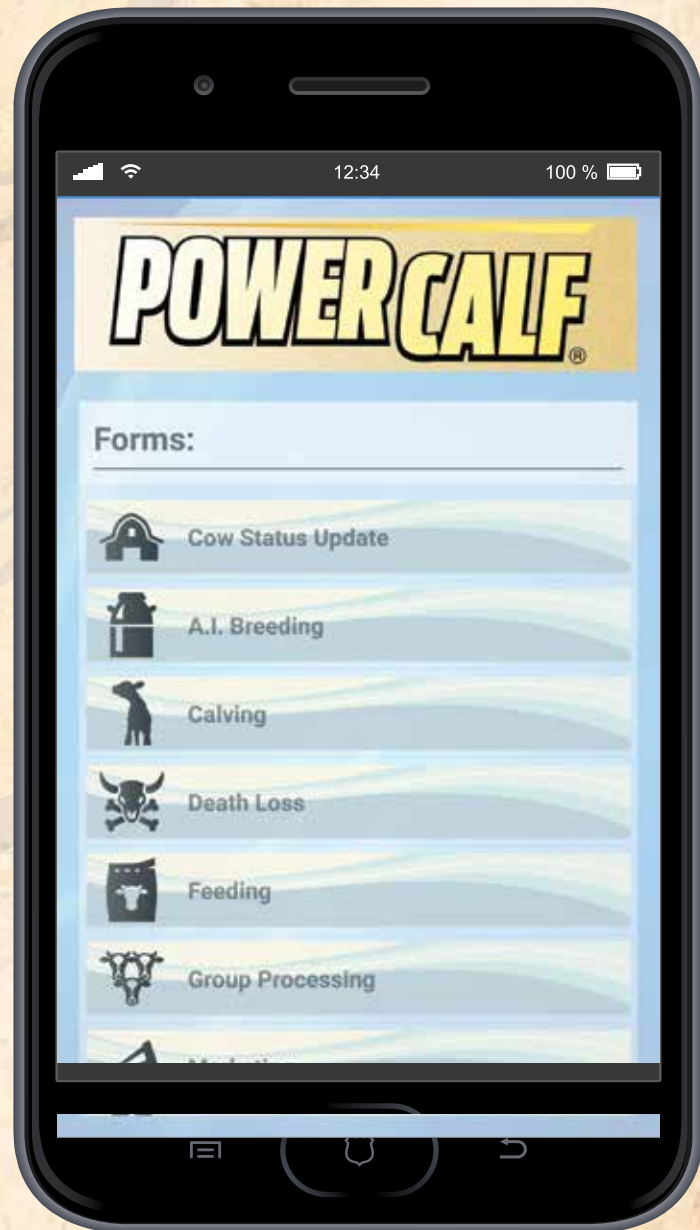 12:34
100 %
POWERCALF®
Forms:
Cow Status Update
A.I. Breeding
Calving
Death Loss
Feeding
Group Processing